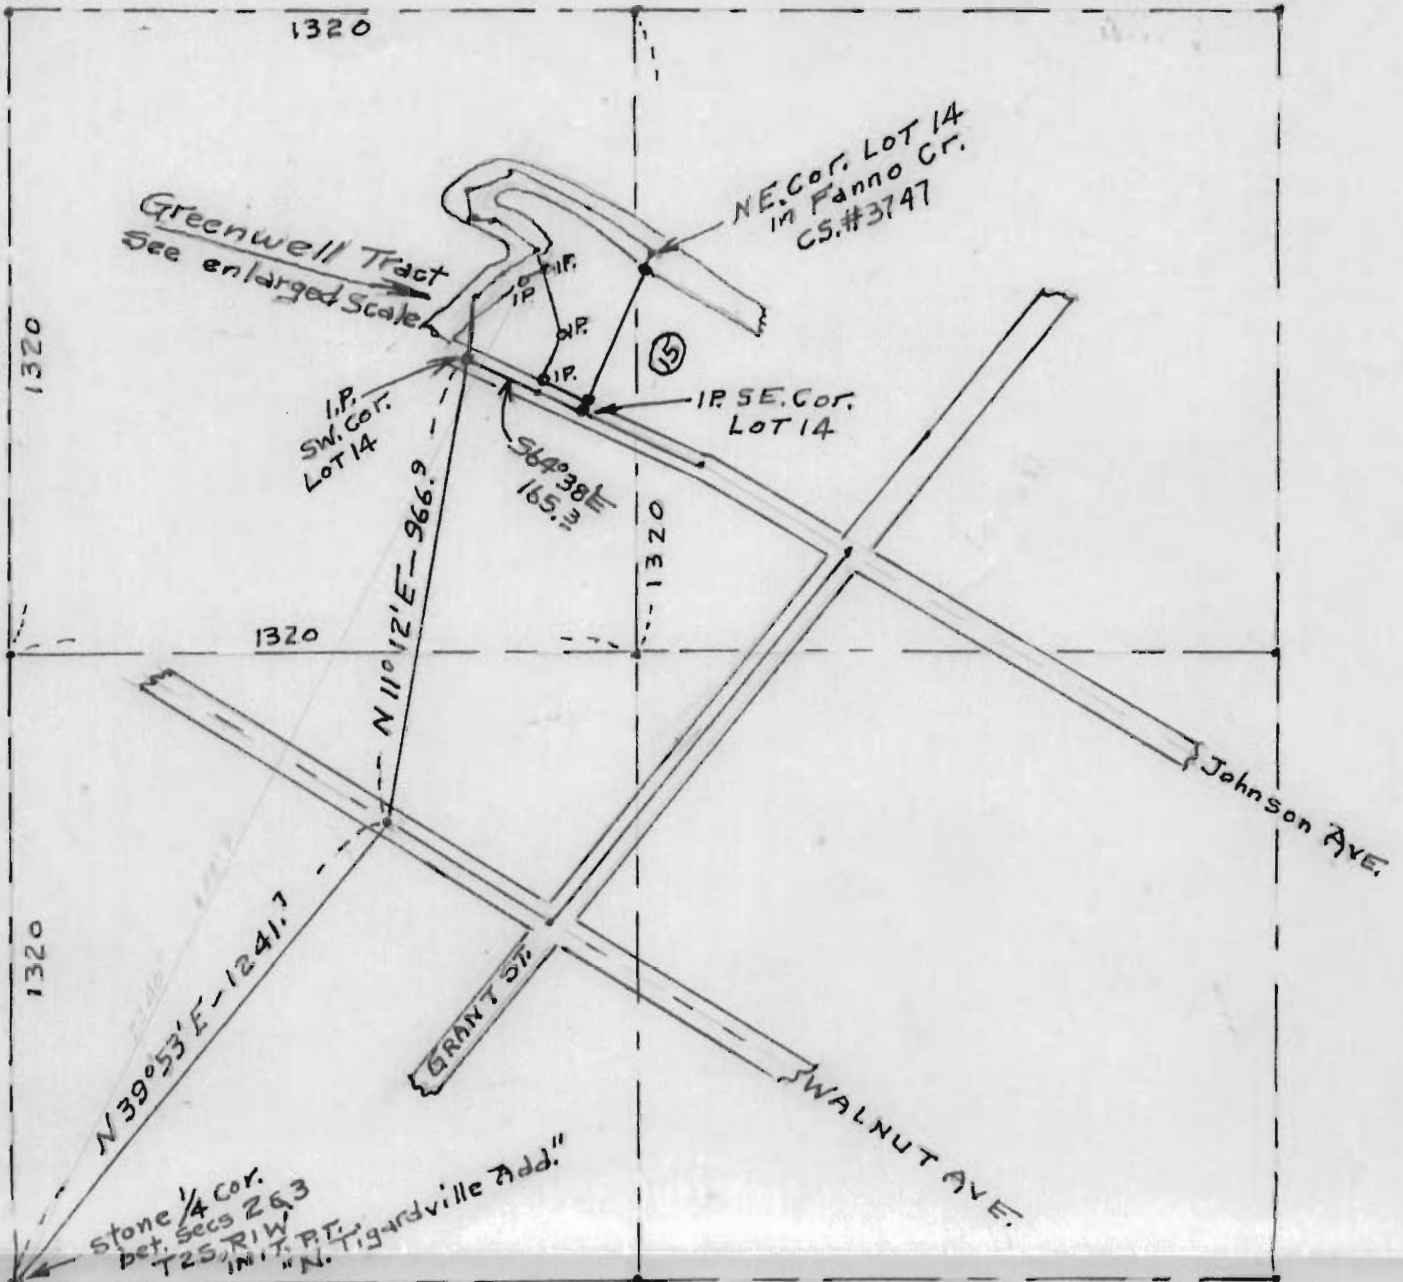 1320
NE. Cor. LOT 14
in Fanno Cr.
CS.#3747
Greenwell Tract
See enlarged Scale
I.P.
I.P.
I.P.
I.P.
15
1320
I.P.
SW. Cor.
LOT 14
I.P. SE. Cor.
LOT 14
S64°38'E
165.3
N 11° 12' E - 966.9
1320
1320
Johnson AVE.
1320
N 39° 53' E - 1241.7
GRANT ST.
WALNUT AVE.
stone 1/4 Cor.
bet. secs 2 & 3
T2S, R1W
INIT. P.T.
"N. Tigardville Add."